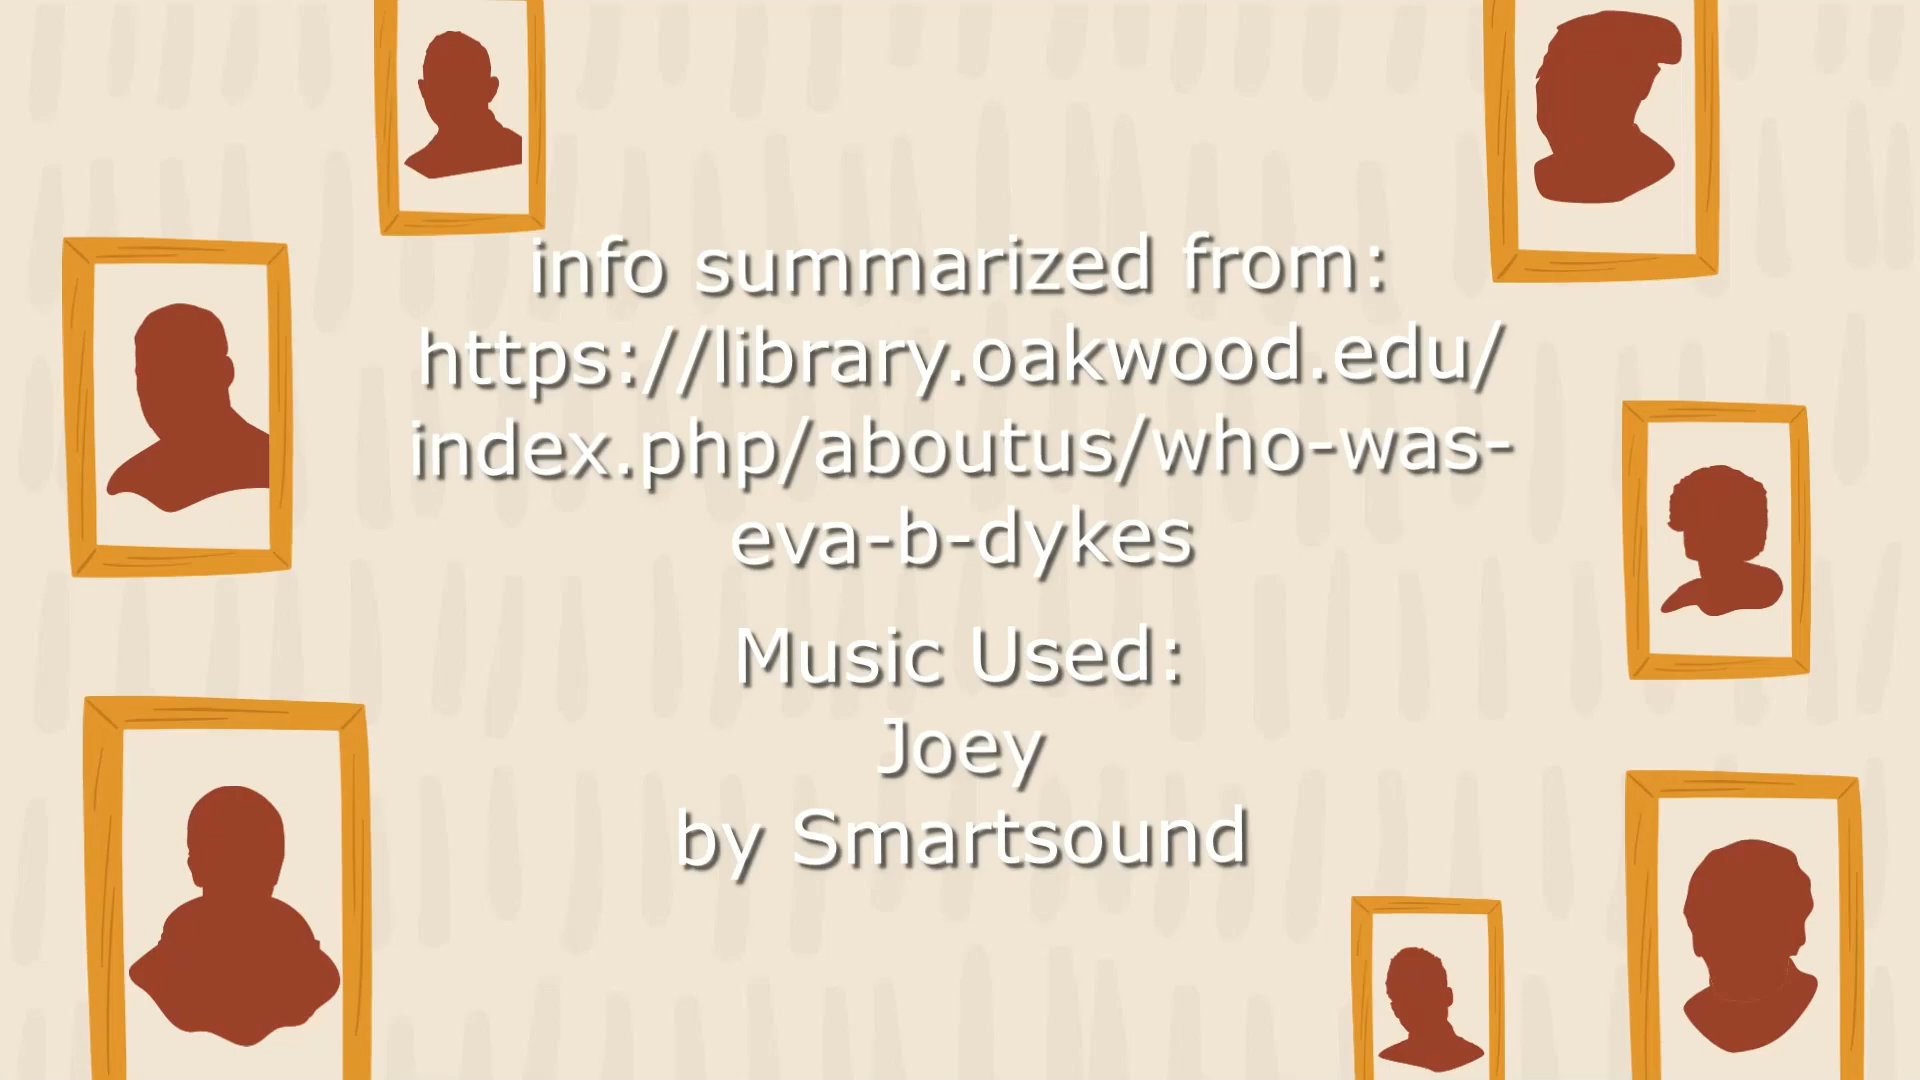 info summarized from:
https://library.oakwood.edu/
index.php/aboutus/who-was-
eva-b-dykes
Music Used:
Joey
by Smartsound